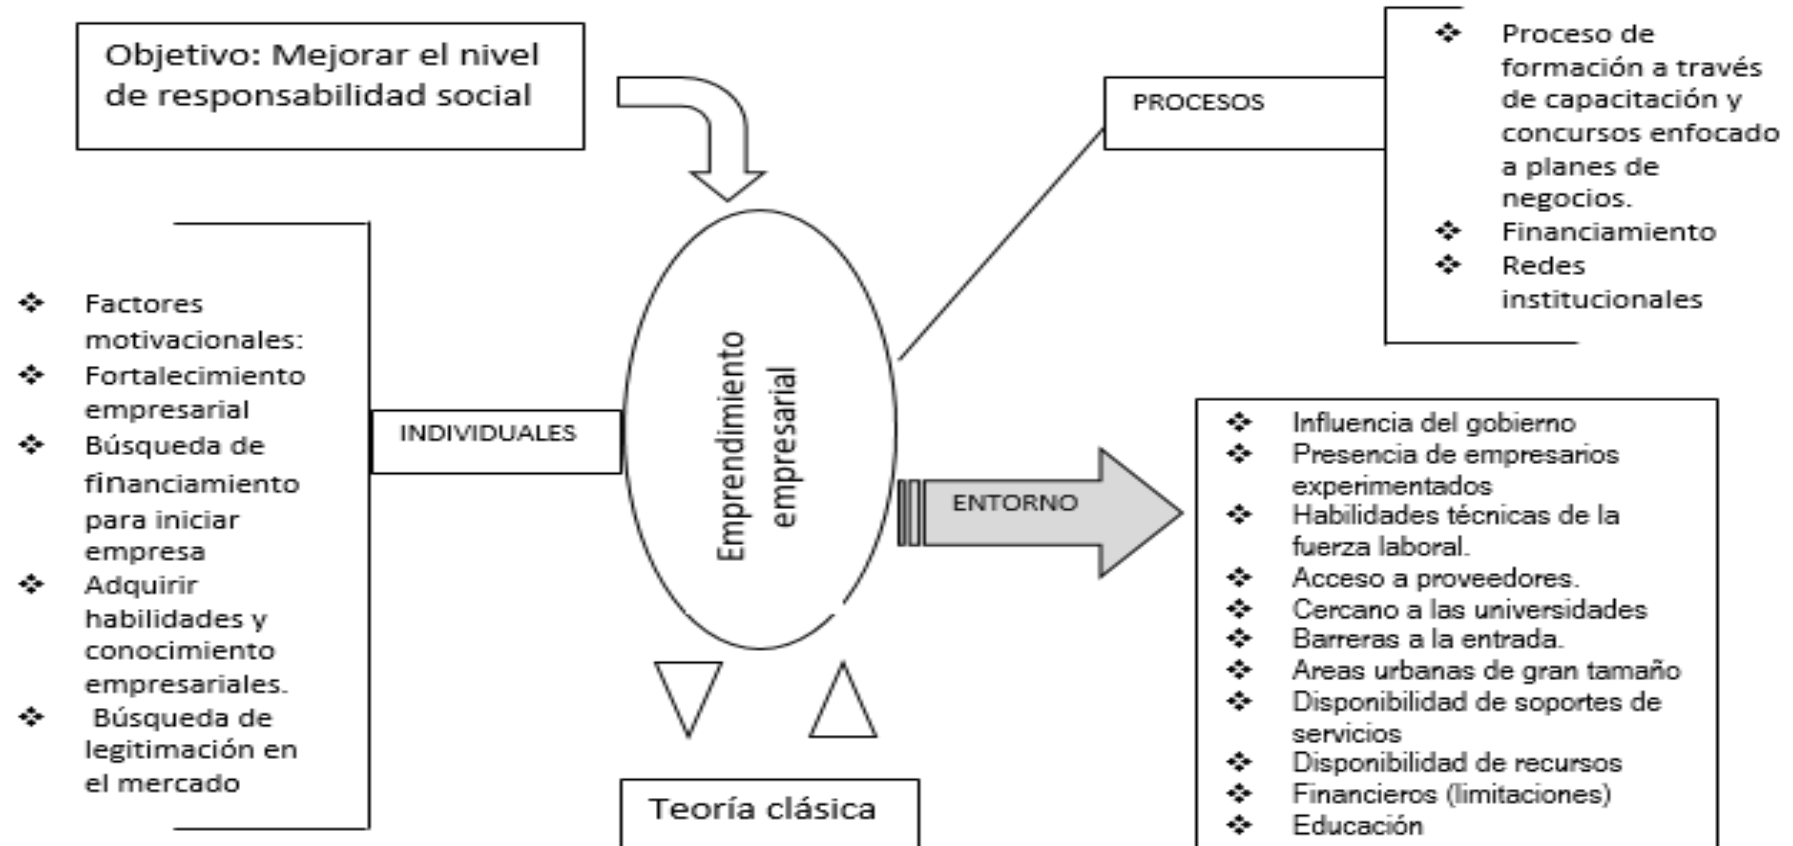 Objetivo: Mejorar el nivel
de responsabilidad social
PROCESOS
❖ Proceso de
formación a través
de capacitación y
concursos enfocado
a planes de
negocios.
❖ Financiamiento
❖ Redes
institucionales
❖ Factores
motivacionales:
❖ Fortalecimiento
empresarial
❖ Búsqueda de
financiamiento
para iniciar
empresa
❖ Adquirir
habilidades y
conocimiento
empresariales.
❖ Búsqueda de
legitimación en
el mercado
INDIVIDUALES
Emprendimiento
empresarial
ENTORNO
❖ Influencia del gobierno
❖ Presencia de empresarios
experimentados
❖ Habilidades técnicas de la
fuerza laboral.
❖ Acceso a proveedores.
❖ Cercano a las universidades
❖ Barreras a la entrada.
❖ Areas urbanas de gran tamaño
❖ Disponibilidad de soportes de
servicios
❖ Disponibilidad de recursos
❖ Financieros (limitaciones)
❖ Educación
Teoría clásica